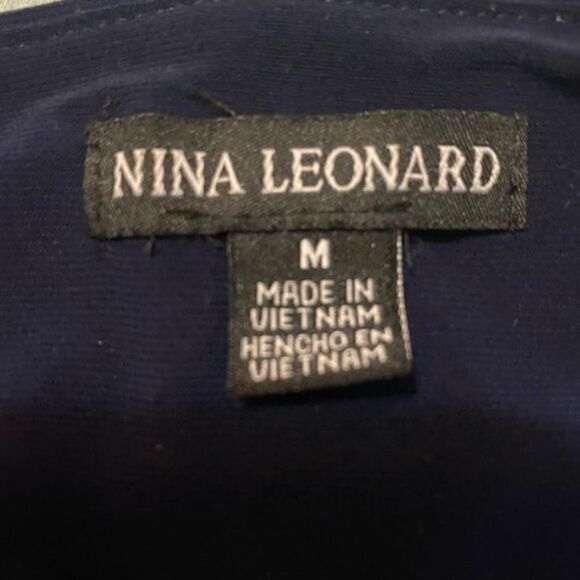 NINA LEONARD
M
MADE IN
VIETNAM
HENCHO EN
VIETNAM